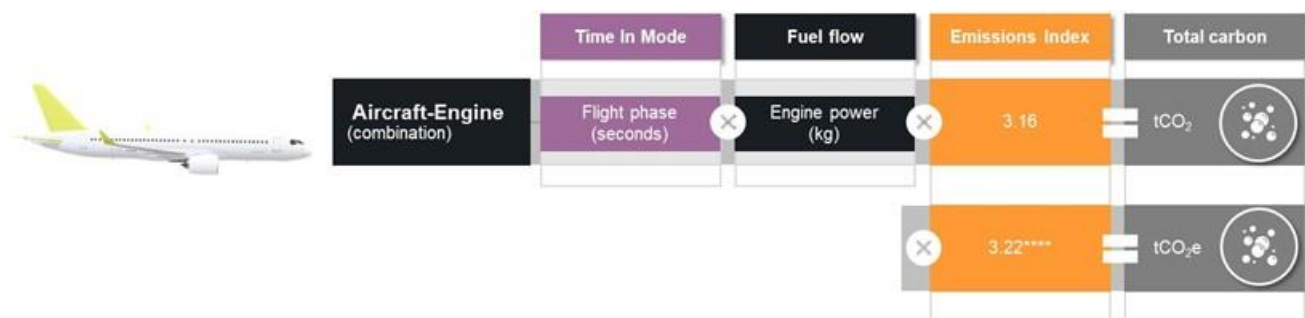 Time In Mode
Fuel flow
Emissions Index
Total carbon
Aircraft-Engine
(combination)
Flight phase
(seconds)
×
Engine power
(kg)
×
3.16
=
tCO₂
×
3.22****
=
tCO₂e